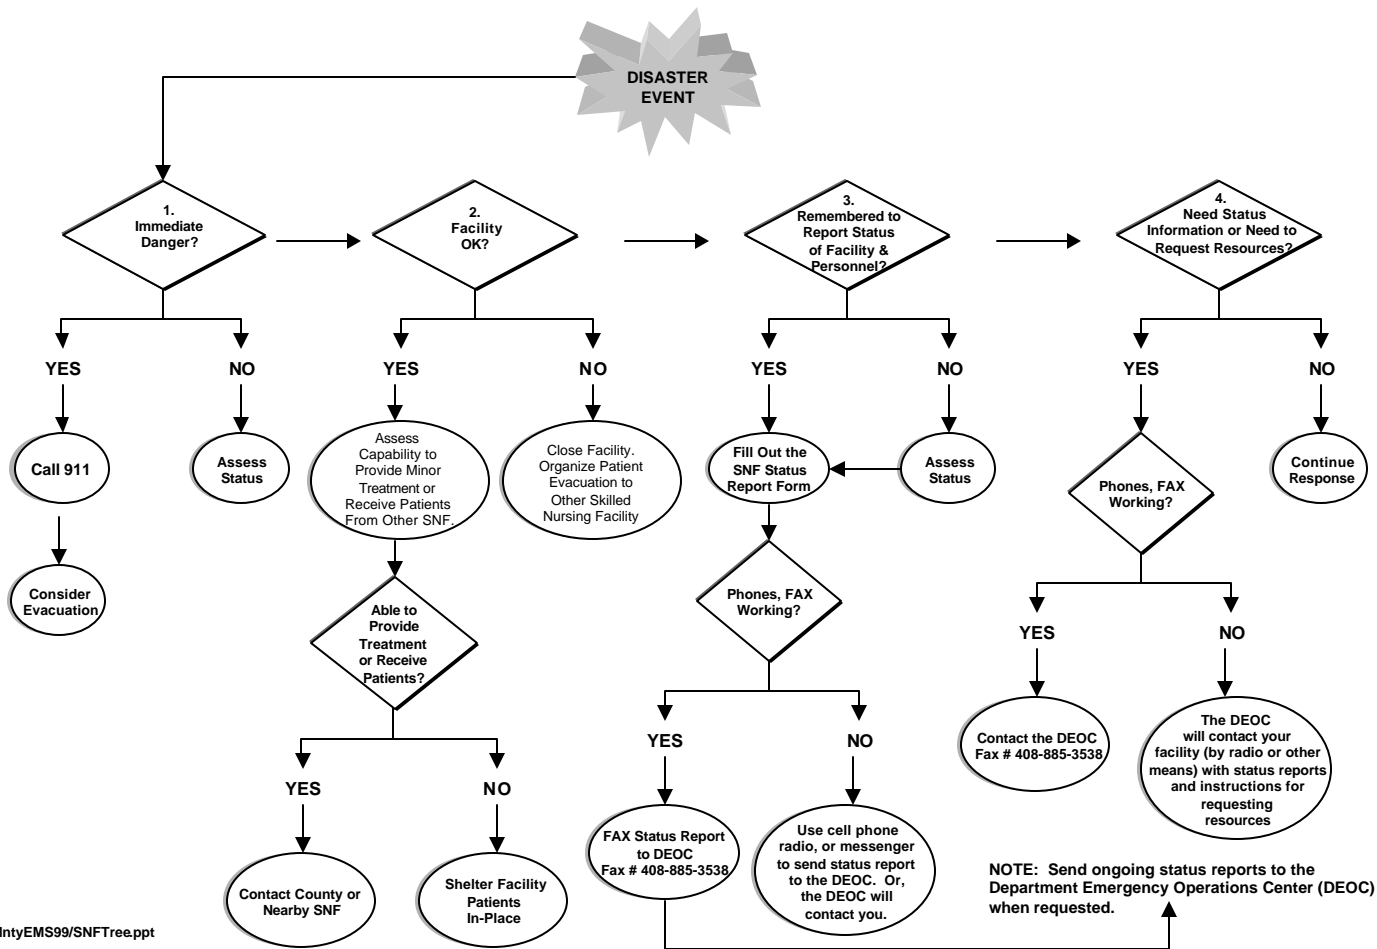 DISASTER
EVENT
1.
Immediate
Danger?
2.
Facility
OK?
3.
Remembered to
Report Status
of Facility &
Personnel?
4.
Need Status
Information or Need to
Request Resources?
YES
NO
YES
NO
YES
NO
YES
NO
Call 911
Assess
Status
Assess
Capability to
Provide Minor
Treatment or
Receive Patients
From Other SNF.
Close Facility.
Organize Patient
Evacuation to
Other Skilled
Nursing Facility
Fill Out the
SNF Status
Report Form
Assess
Status
Phones, FAX
Working?
Continue
Response
Consider
Evacuation
Able to
Provide
Treatment
or Receive
Patients?
Phones, FAX
Working?
YES
NO
YES
NO
YES
NO
Contact the DEOC
Fax # 408-885-3538
The DEOC
will contact your
facility (by radio or other
means) with status reports
and instructions for
requesting
resources
Contact County or
Nearby SNF
Shelter Facility
Patients
In-Place
FAX Status Report
to DEOC
Fax # 408-885-3538
Use cell phone
radio, or messenger
to send status report
to the DEOC. Or,
the DEOC will
contact you.
NOTE: Send ongoing status reports to the
Department Emergency Operations Center (DEOC)
when requested.
ntyEMS99/SNFTree.ppt